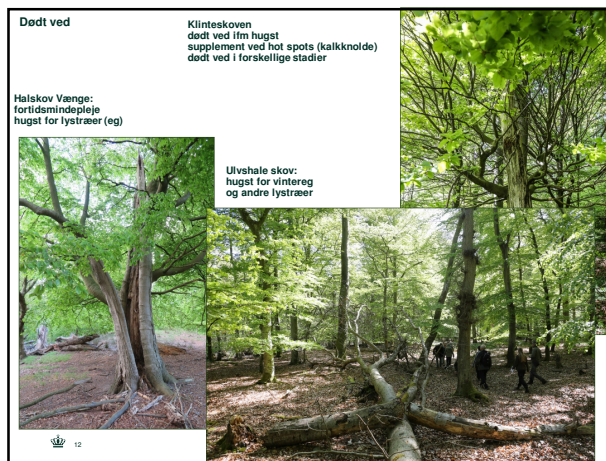 Dødt ved
Klinteskoven
dødt ved ifm hugst
supplement ved hot spots (kalkknolde)
dødt ved i forskellige stadier
Halskov Vænge:
fortidsmindepleje
hugst for lystræer (eg)
Ulvshale skov:
hugst for vintereg
og andre lystræer
12